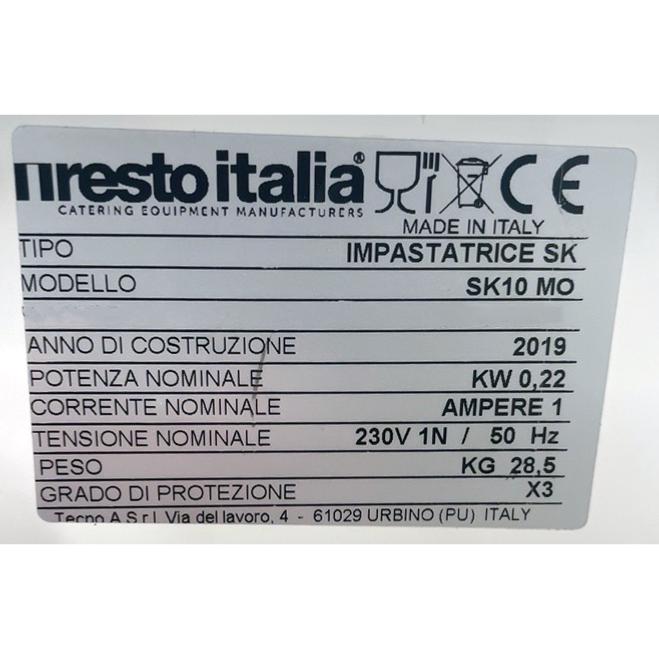 restoitalia®
CATERING EQUIPMENT MANUFACTURERS
CE
MADE IN ITALY
TIPO IMPASTATRICE SK
MODELLO SK10 MO
ANNO DI COSTRUZIONE 2019
POTENZA NOMINALE KW 0,22
CORRENTE NOMINALE AMPERE 1
TENSIONE NOMINALE 230V 1N / 50 Hz
PESO KG 28,5
GRADO DI PROTEZIONE X3
Tecno A S.r.l. Via del lavoro, 4 - 61029 URBINO (PU) ITALY